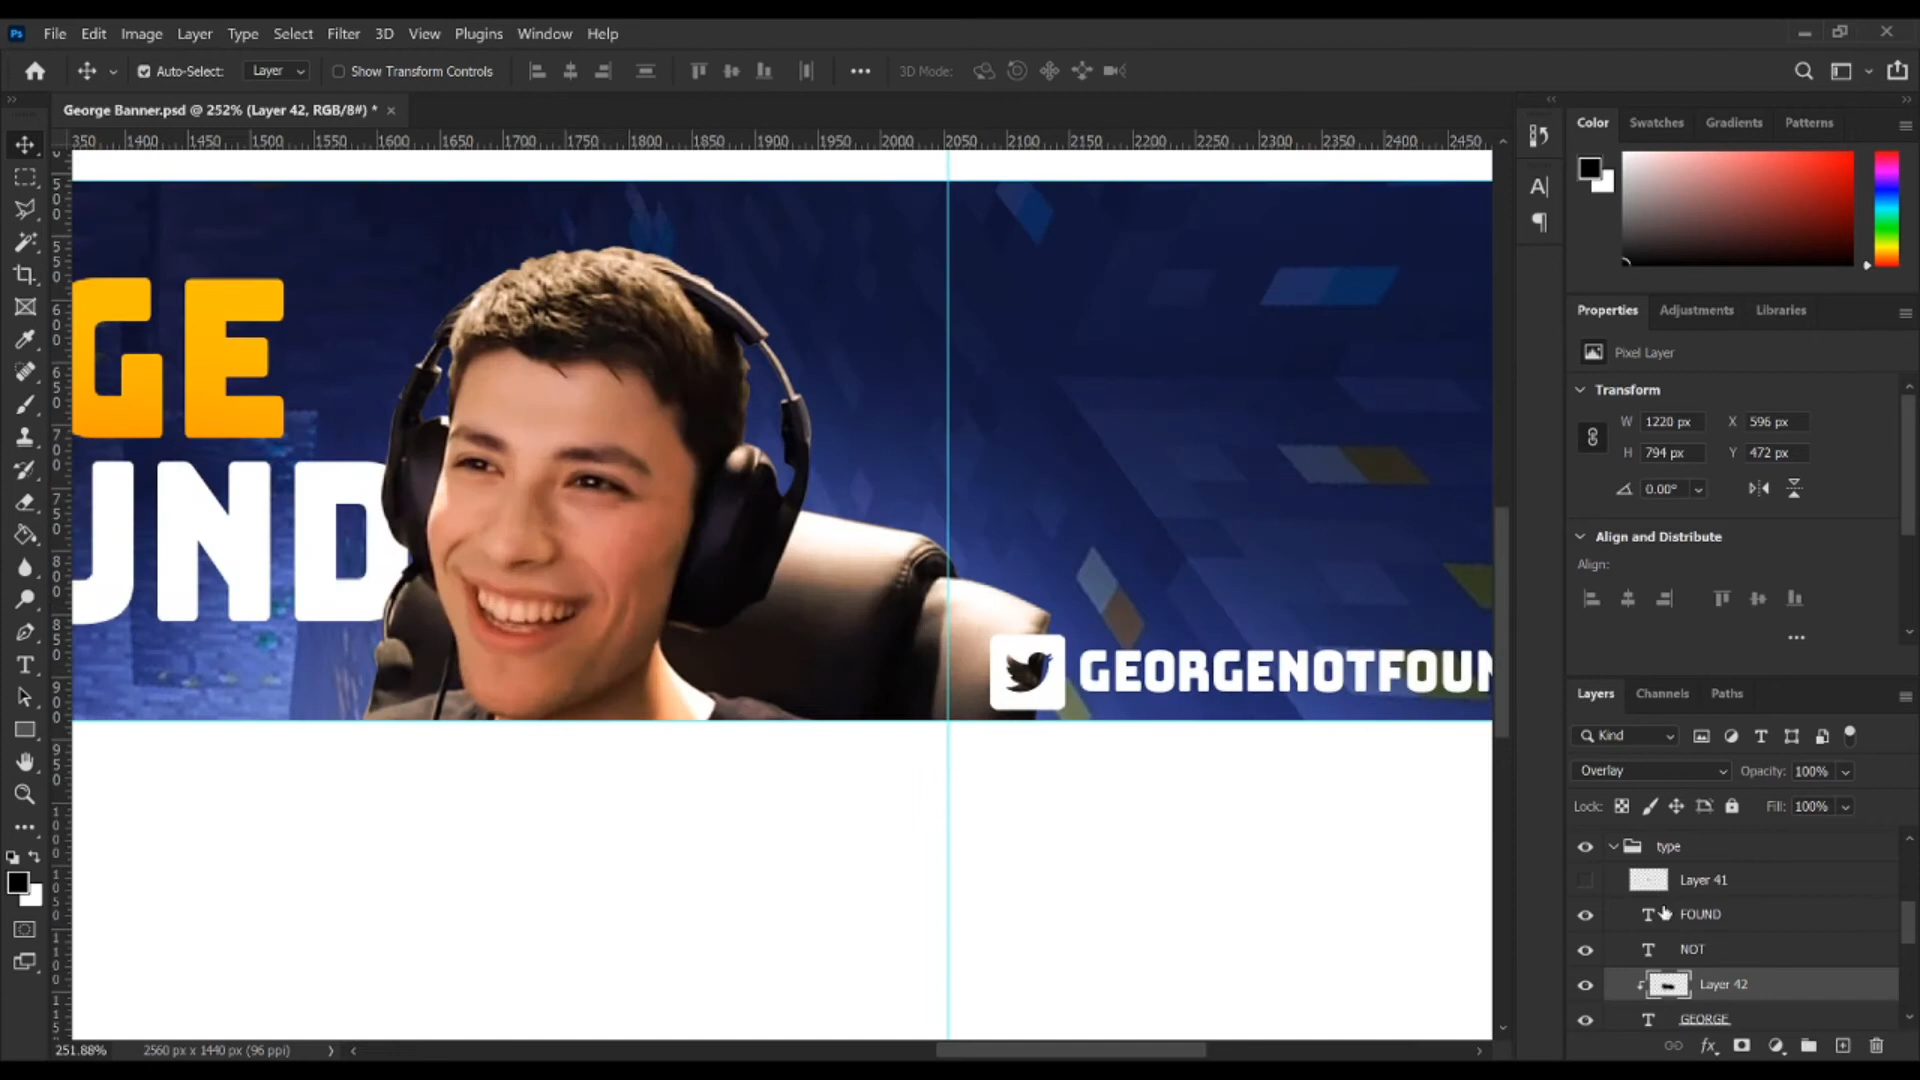 Ps File Edit Image Layer Type Select Filter 3D View Plugins Window Help
Auto-Select: Layer Show Transform Controls 3D Mode:
George Banner.psd @ 252% (Layer 42, RGB/8#) *
350 1400 1450 1500 1550 1600 1650 1700 1750 1800 1850 1900 1950 2000 2050 2100 2150 2200 2250 2300 2350 2400 2450
GE
UND
GEORGENOTFOUN
251.88% 2560 px x 1440 px (96 ppi)
Color Swatches Gradients Patterns
Properties Adjustments Libraries
Pixel Layer
Transform
W 1220 px X 596 px
H 794 px Y 472 px
0.00°
Align and Distribute
Align:
Layers Channels Paths
Kind
Overlay Opacity: 100%
Lock: Fill: 100%
type
Layer 41
T FOUND
T NOT
Layer 42
T GEORGE
fx